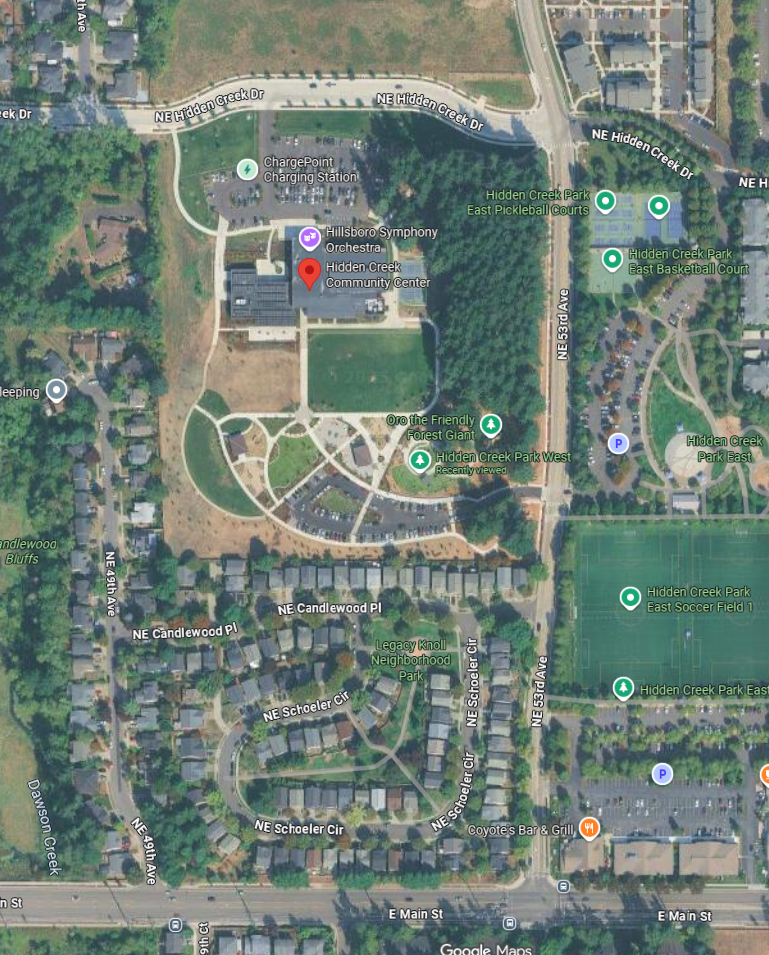 th Ave
ek Dr
NE Hidden Creek Dr
NE Hidden Creek Dr
NE Hidden Creek Dr
NE H
ChargePoint
Charging Station
Hidden Creek Park
East Pickleball Courts
Hillsboro Symphony
Orchestra
Hidden Creek
Community Center
Hidden Creek Park
East Basketball Court
NE 53rd Ave
leeping
Oro the Friendly
Forest Giant
Hidden Creek Park West
Recently viewed
P
Hidden Creek
Park East
andlewood
Bluffs
NE 49th Ave
NE Candlewood Pl
NE Candlewood Pl
Hidden Creek Park
East Soccer Field 1
Legacy Knoll
Neighborhood
Park
NE Schoeler Cir
NE 53rd Ave
Hidden Creek Park East
NE Schoeler Cir
P
NE Schoeler Cir
Dawson Creek
NE 49th Ave
NE Schoeler Cir
Coyote's Bar & Grill
n St
E Main St
E Main St
9th Ct
Google Maps